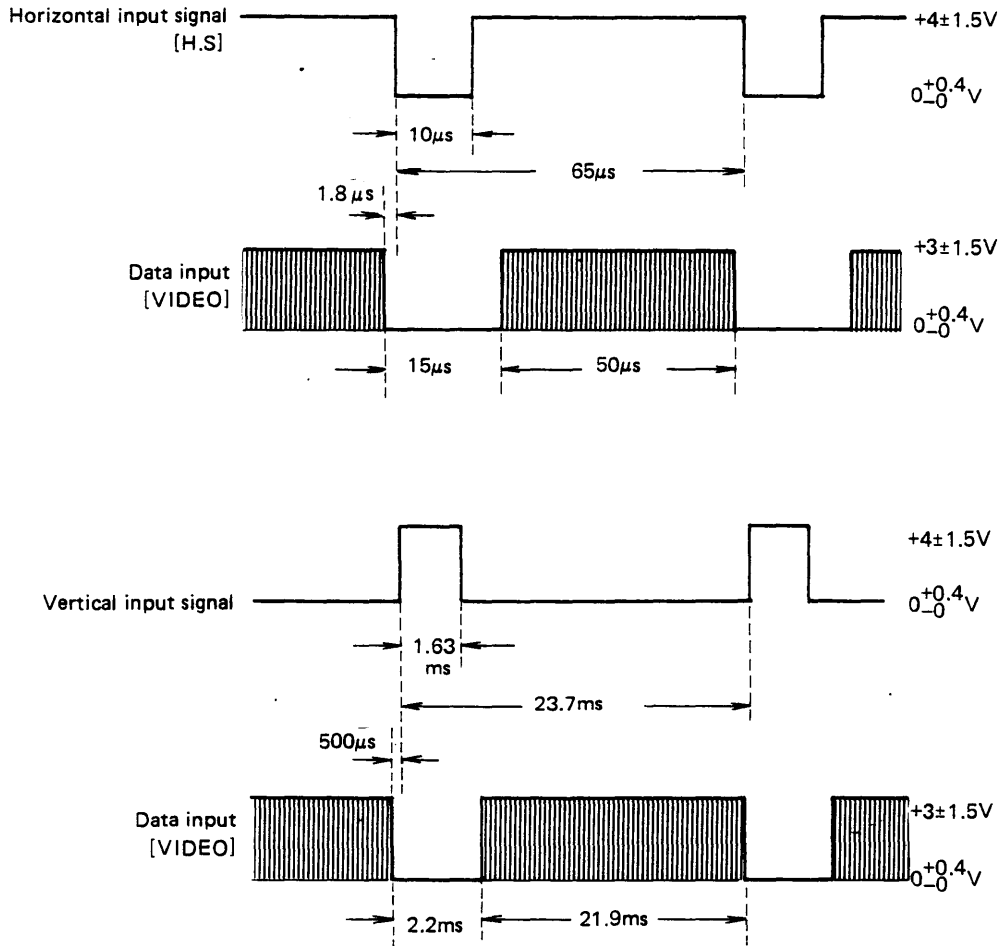 Horizontal input signal
[H.S]
+4±1.5V
0+0.4−0V
10μs
65μs
1.8μs
Data input
[VIDEO]
+3±1.5V
0+0.4−0V
15μs
50μs
Vertical input signal
+4±1.5V
0+0.4−0V
1.63
ms
23.7ms
500μs
Data input
[VIDEO]
+3±1.5V
0+0.4−0V
2.2ms
21.9ms